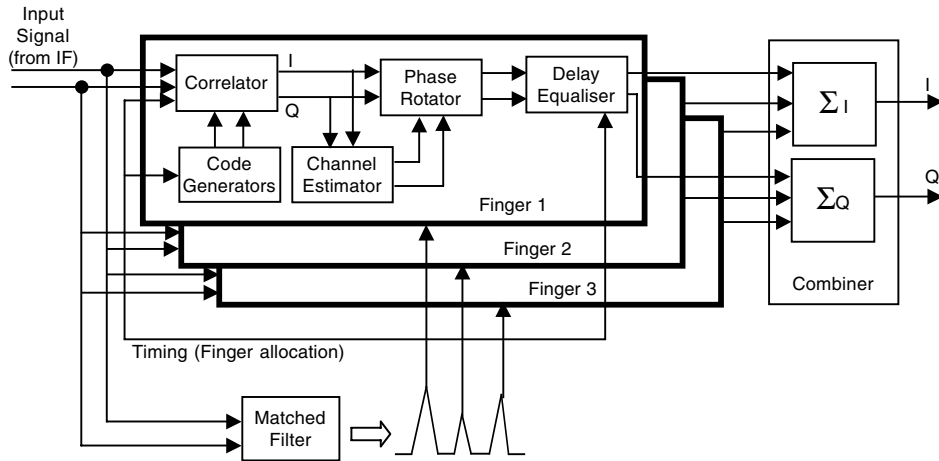 Input
Signal
(from IF)
Correlator
I
Q
Phase
Rotator
Delay
Equaliser
Code
Generators
Channel
Estimator
Finger 1
Finger 2
Finger 3
Σ I
I
ΣQ
Q
Combiner
Timing (Finger allocation)
Matched
Filter